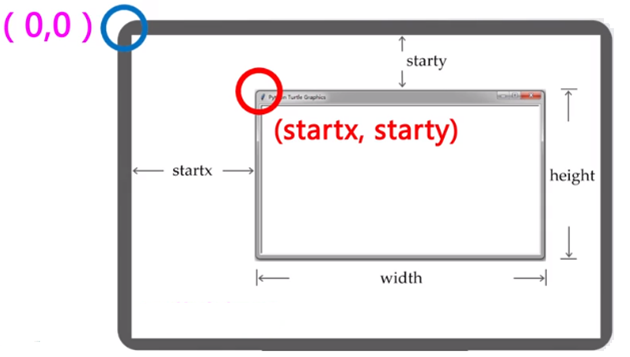 ( 0,0 )
starty
Python Turtle Graphics
(startx, starty)
startx
height
width